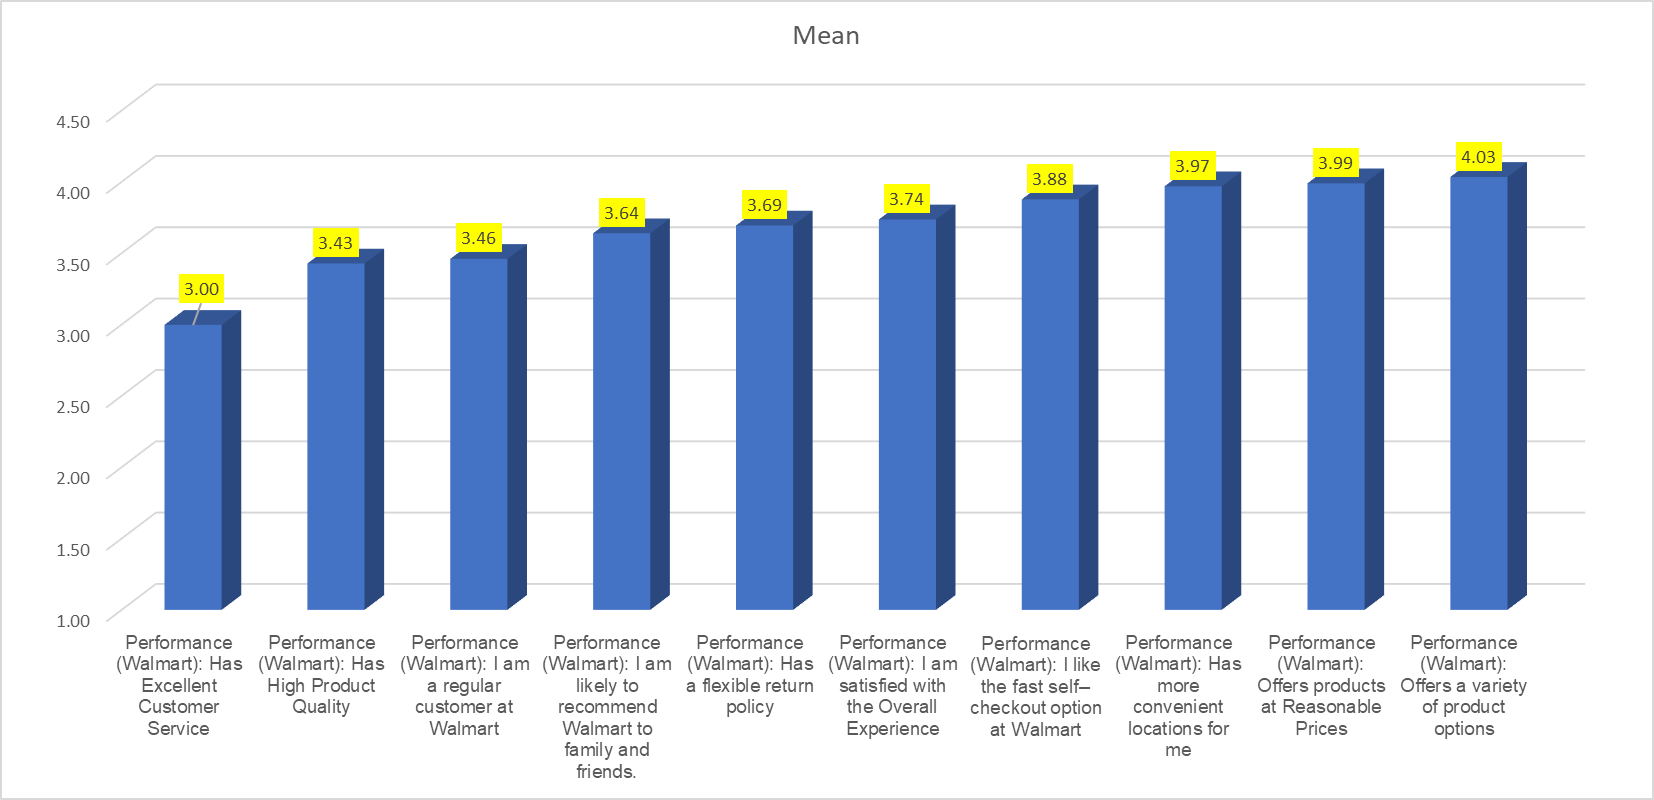 Mean
4.50
4.00
3.50
3.00
2.50
2.00
1.50
1.00
3.00
3.43
3.46
3.64
3.69
3.74
3.88
3.97
3.99
4.03
Performance
(Walmart): Has
Excellent
Customer
Service
Performance
(Walmart): Has
High Product
Quality
Performance
(Walmart): I am
a regular
customer at
Walmart
Performance
(Walmart): I am
likely to
recommend
Walmart to
family and
friends.
Performance
(Walmart): Has
a flexible return
policy
Performance
(Walmart): I am
satisfied with
the Overall
Experience
Performance
(Walmart): I like
the fast self–
checkout option
at Walmart
Performance
(Walmart): Has
more
convenient
locations for
me
Performance
(Walmart):
Offers products
at Reasonable
Prices
Performance
(Walmart):
Offers a variety
of product
options